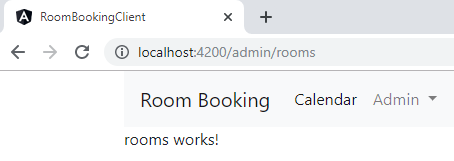 RoomBookingClient
localhost:4200/admin/rooms
Room Booking Calendar Admin
rooms works!